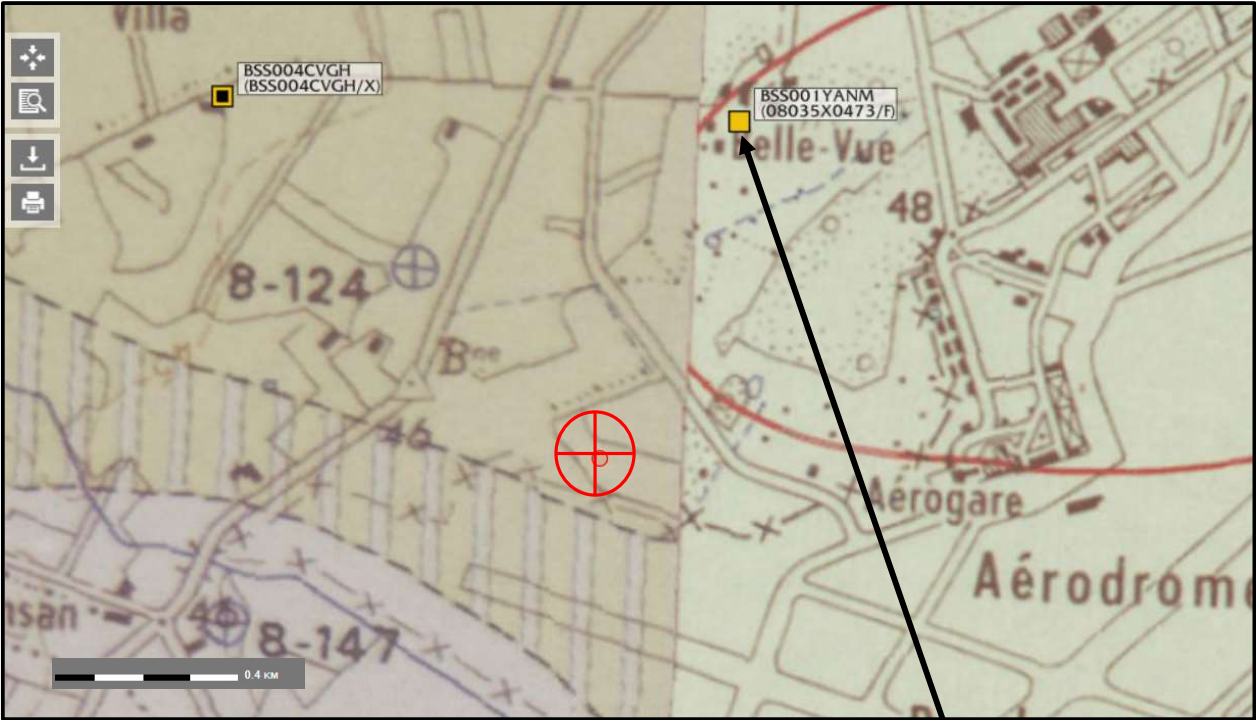 Villa
BSS004CVGH
(BSS004CVGH/X)
BSS001YANM
(08035X0473/F)
elle-Vue
48
8-124
Bne
46
Aérogare
Aérodrome
nsan
46
8-147
0.4 км